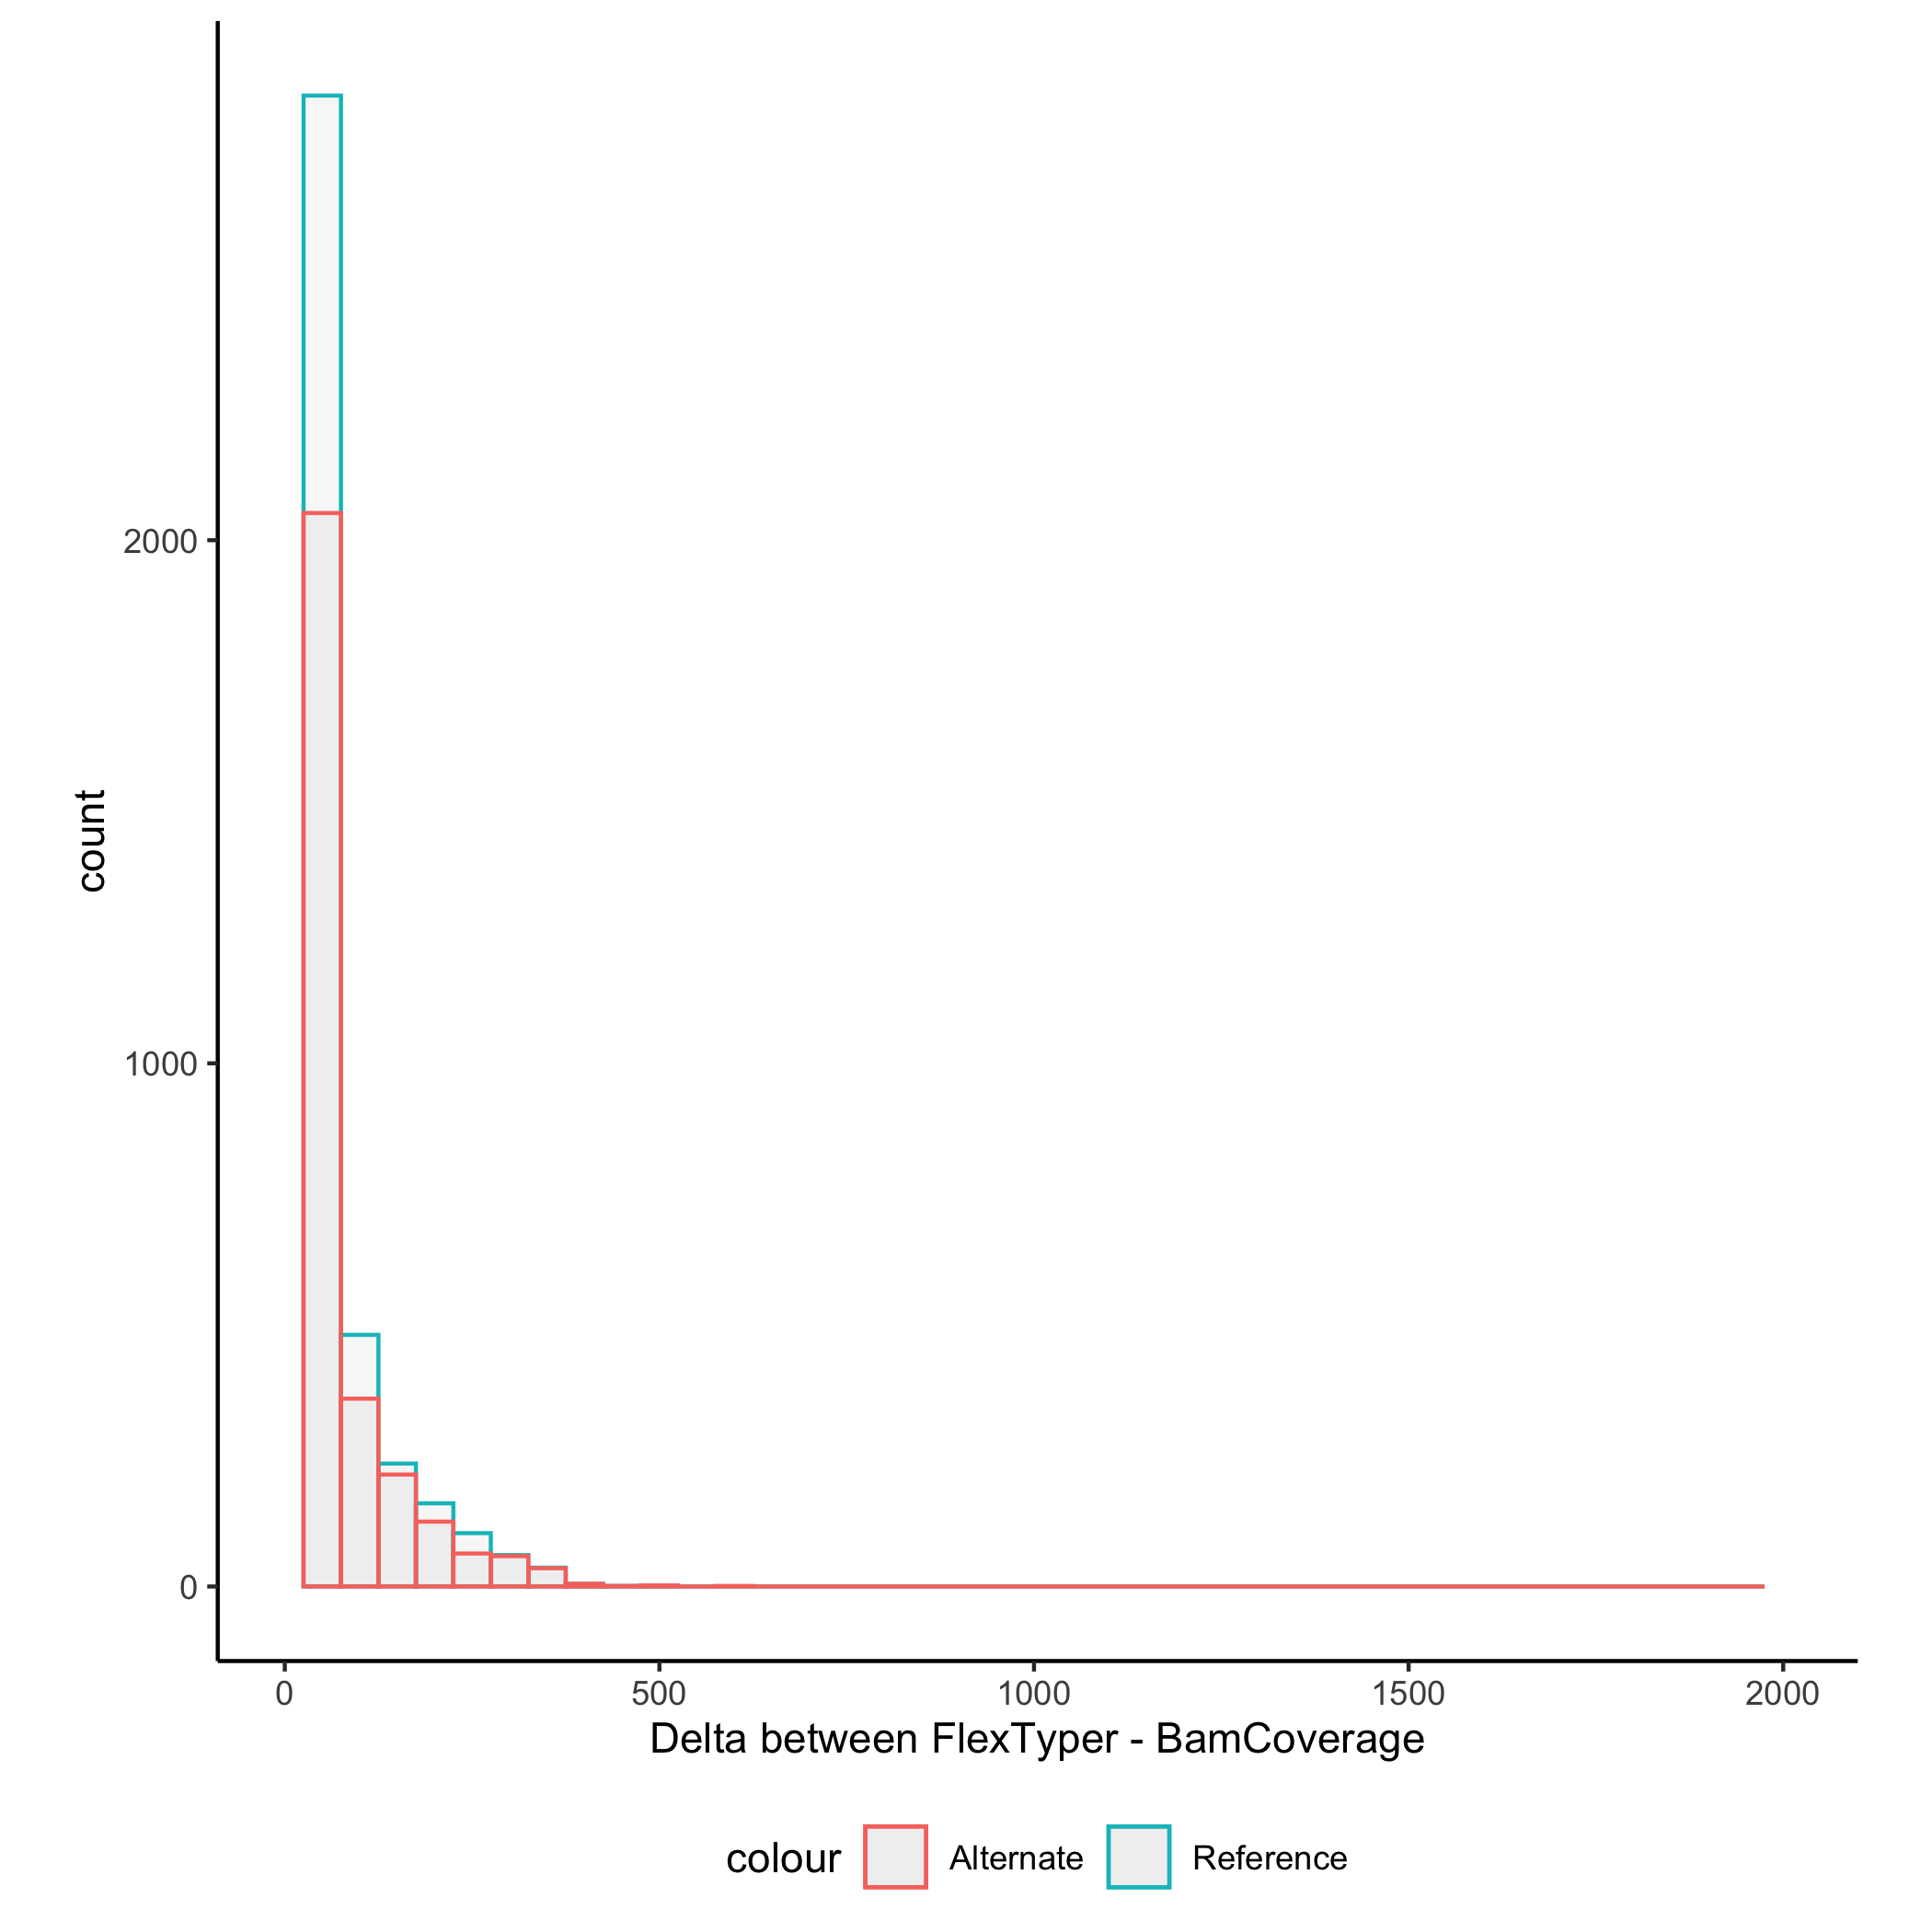 count
2000
1000
0
0 500 1000 1500 2000
Delta between FlexTyper - BamCoverage
colour Alternate Reference